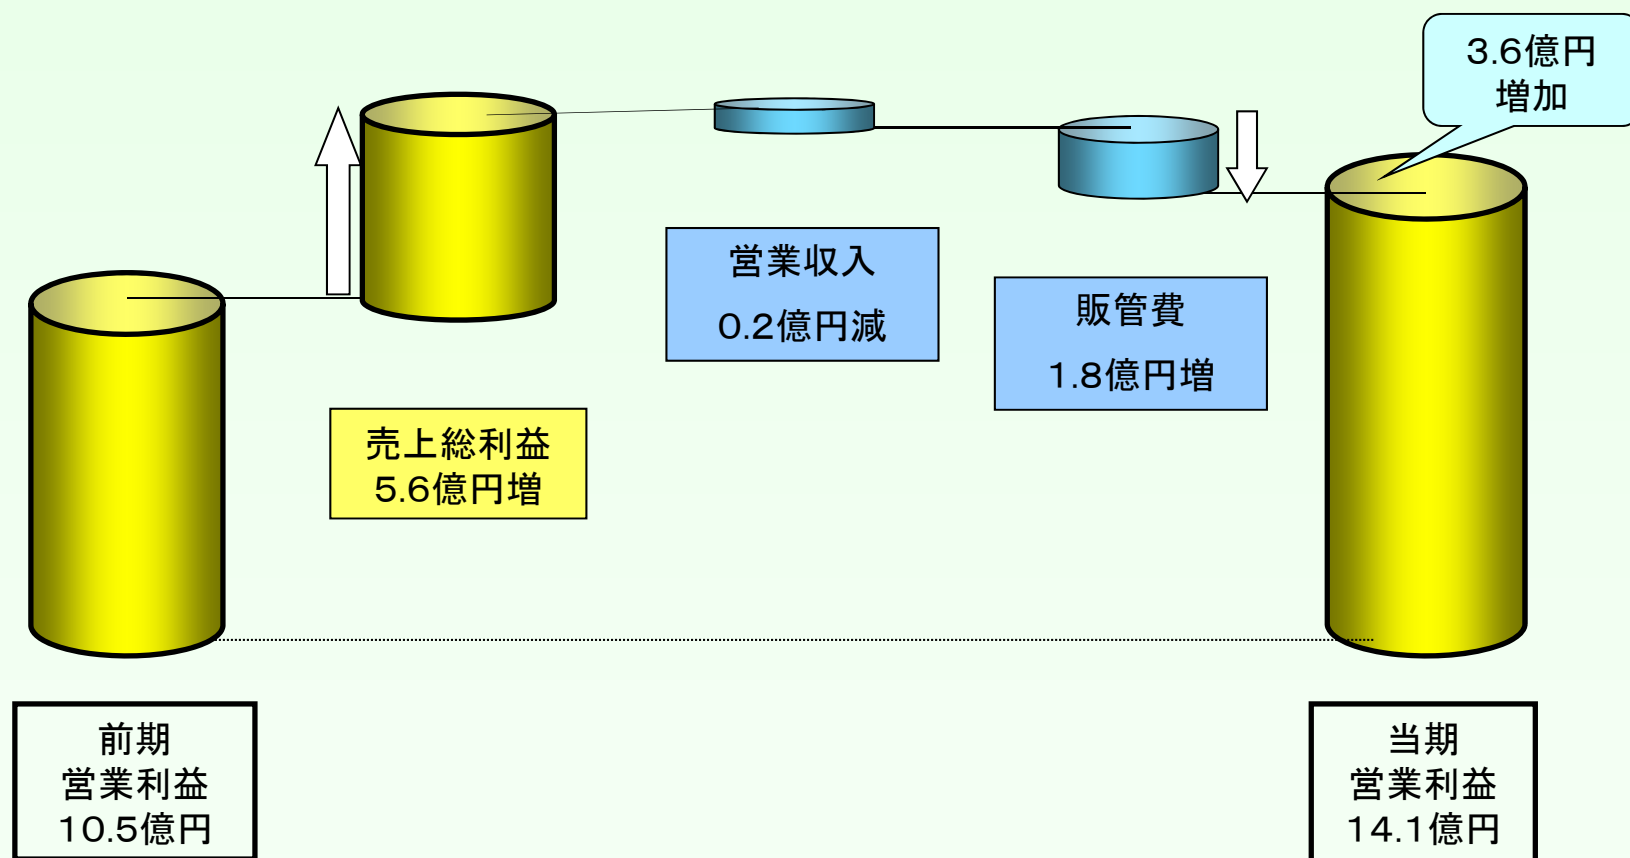 3.6億円
増加
営業収入
0.2億円減
販管費
1.8億円増
売上総利益
5.6億円増
前期
営業利益
10.5億円
当期
営業利益
14.1億円